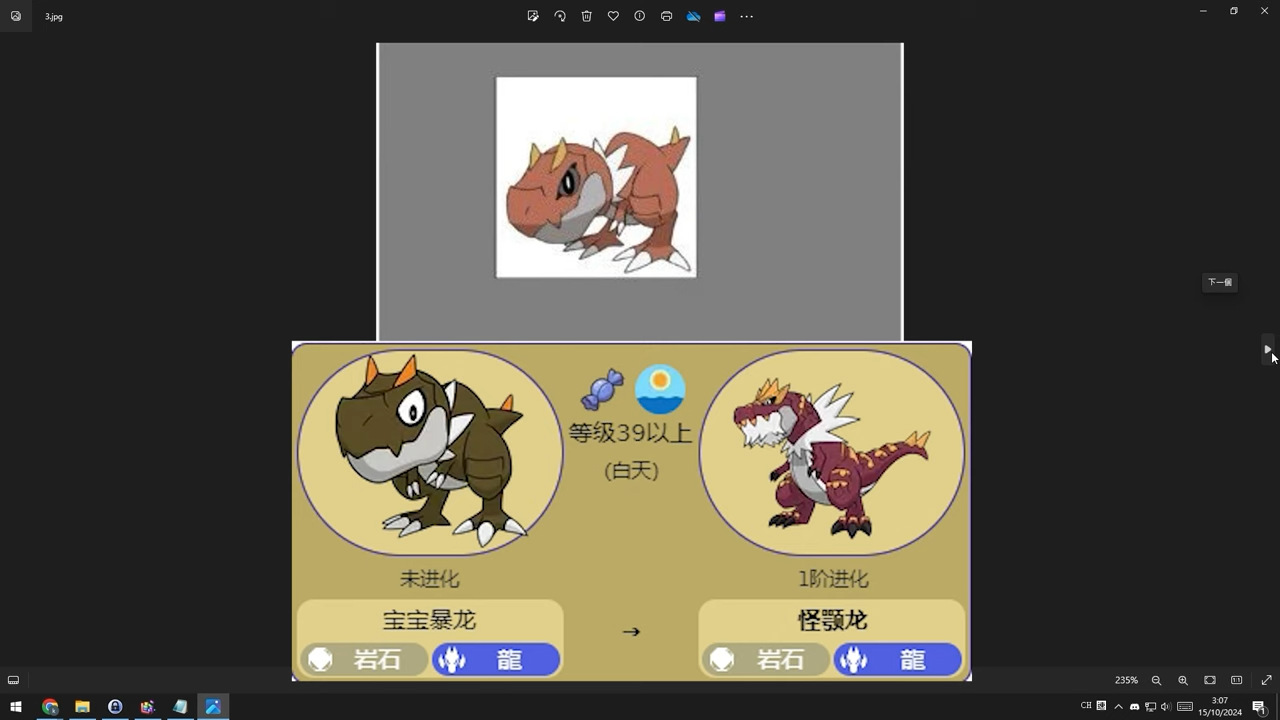 3.jpg
下一個
等级39以上
(白天)
未进化
1阶进化
宝宝暴龙
→
怪颚龙
岩石
龍
岩石
龍
235%
CH
3:07
15/10/2024